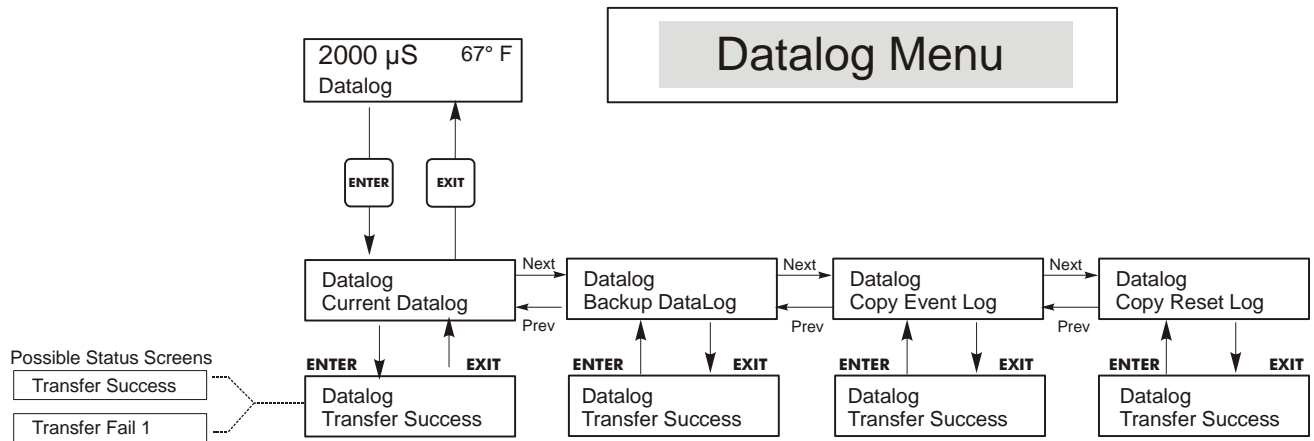 Datalog Menu
2000 µS 67° F
Datalog
ENTER EXIT
Datalog
Current Datalog
Next
Prev
Datalog
Backup DataLog
Next
Prev
Datalog
Copy Event Log
Next
Prev
Datalog
Copy Reset Log
Possible Status Screens
Transfer Success
Transfer Fail 1
ENTER EXIT
Datalog
Transfer Success
ENTER EXIT
Datalog
Transfer Success
ENTER EXIT
Datalog
Transfer Success
ENTER EXIT
Datalog
Transfer Success